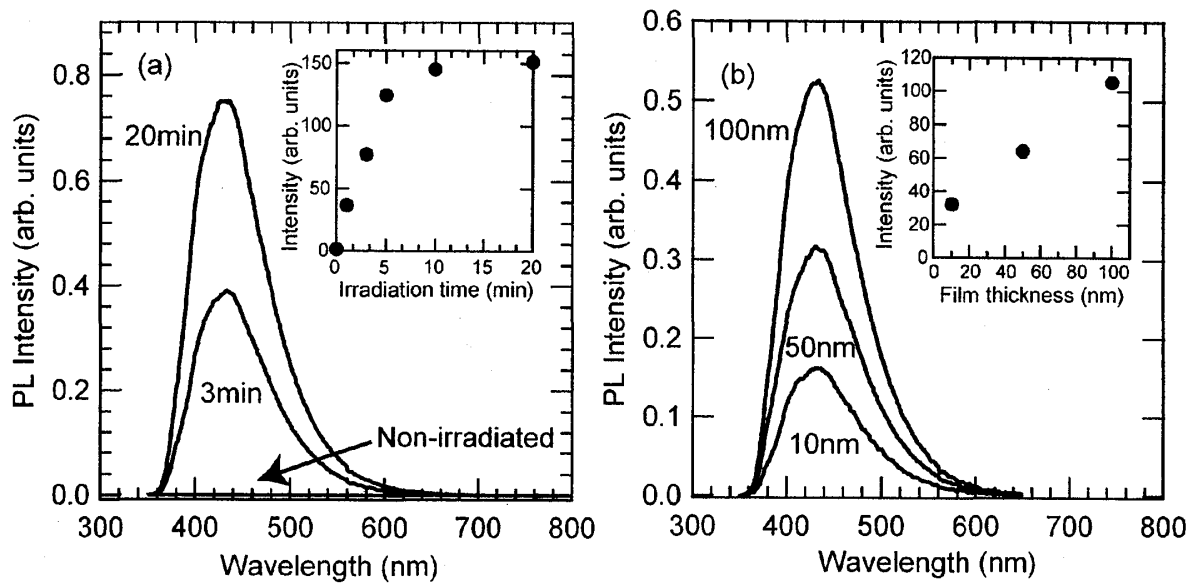 (a)
20min
3min
Non-irradiated
PL Intensity (arb. units)
0.8
0.6
0.4
0.2
0.0
300 400 500 600 700 800
Wavelength (nm)
Intensity (arb. units)
150
100
50
0
0 5 10 15 20
Irradiation time (min)
(b)
100nm
50nm
10nm
PL Intensity (arb. units)
0.6
0.5
0.4
0.3
0.2
0.1
0.0
300 400 500 600 700 800
Wavelength (nm)
Intensity (arb. units)
120
100
80
60
40
20
0
0 20 40 60 80 100
Film thickness (nm)